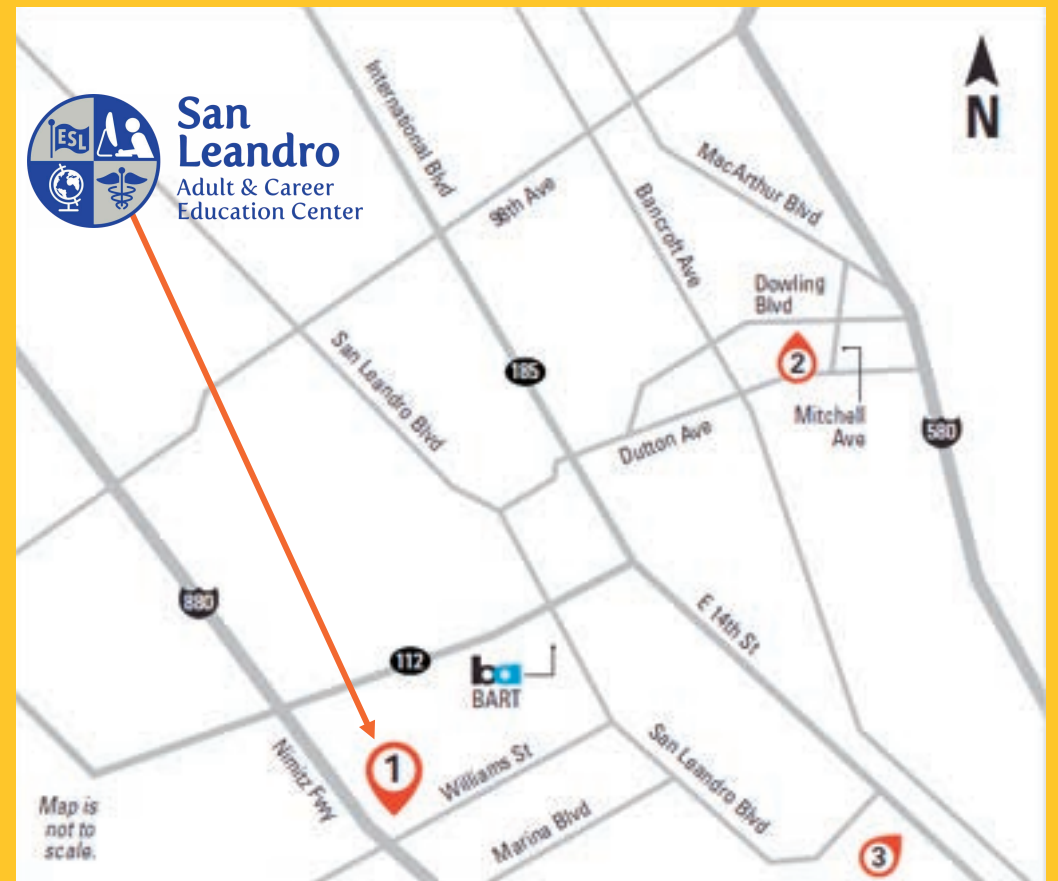 San
Leandro
Adult & Career
Education Center
ESL
N
International Blvd
98th Ave
MacArthur Blvd
Bancroft Ave
Dowling
Blvd
2
Mitchell
Ave
San Leandro Blvd
185
Dutton Ave
580
880
E 14th St
112
ba
BART
1
Nimitz Fwy
Williams St
San Leandro Blvd
Marina Blvd
3
Map is
not to
scale.